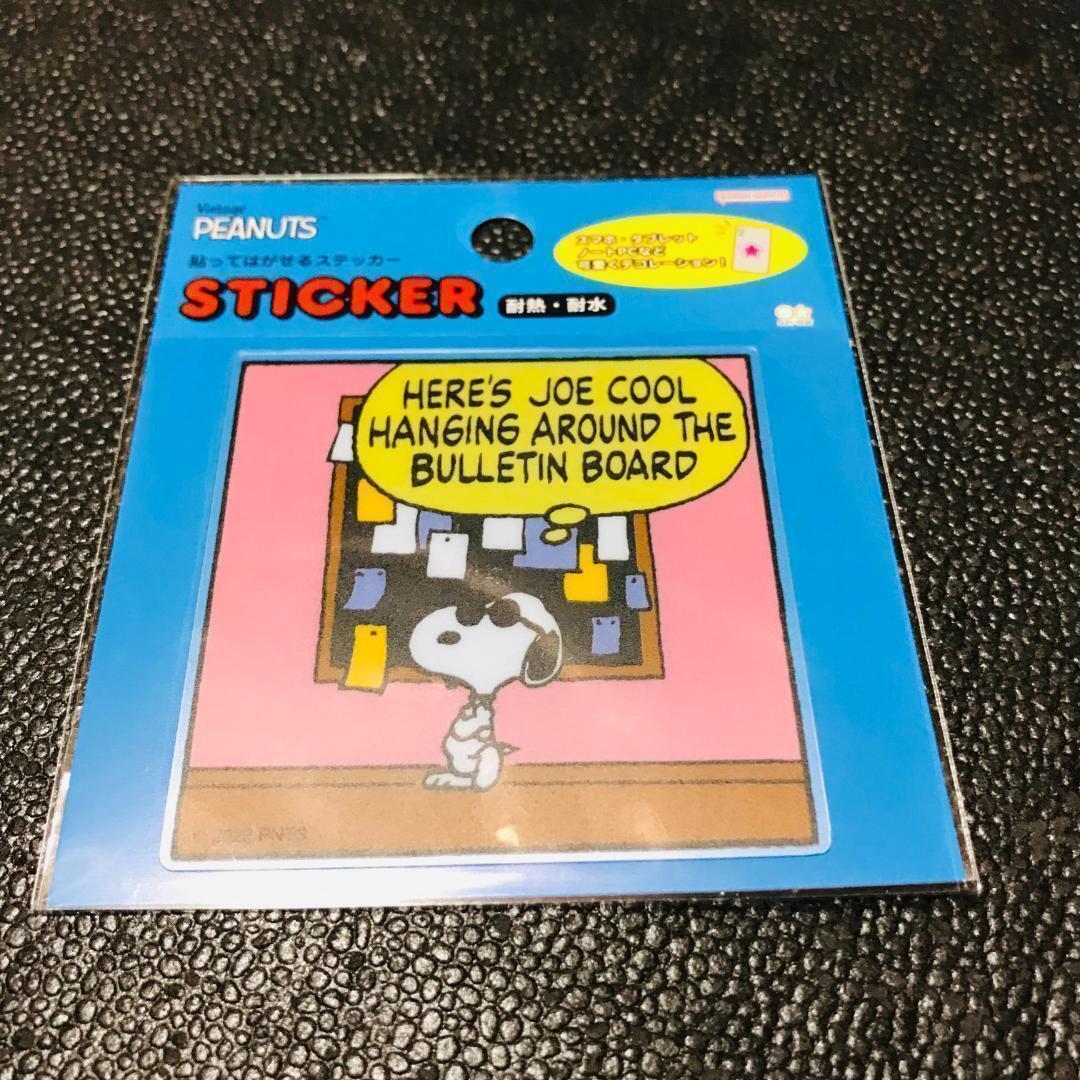 Vintage
PEANUTS
貼ってはがせるステッカー
STICKER
耐熱・耐水
スマホ・タブレット
ノートPCなど
可愛くデコレーション！
HERE'S JOE COOL
HANGING AROUND THE
BULLETIN BOARD
© 2022 PNTS